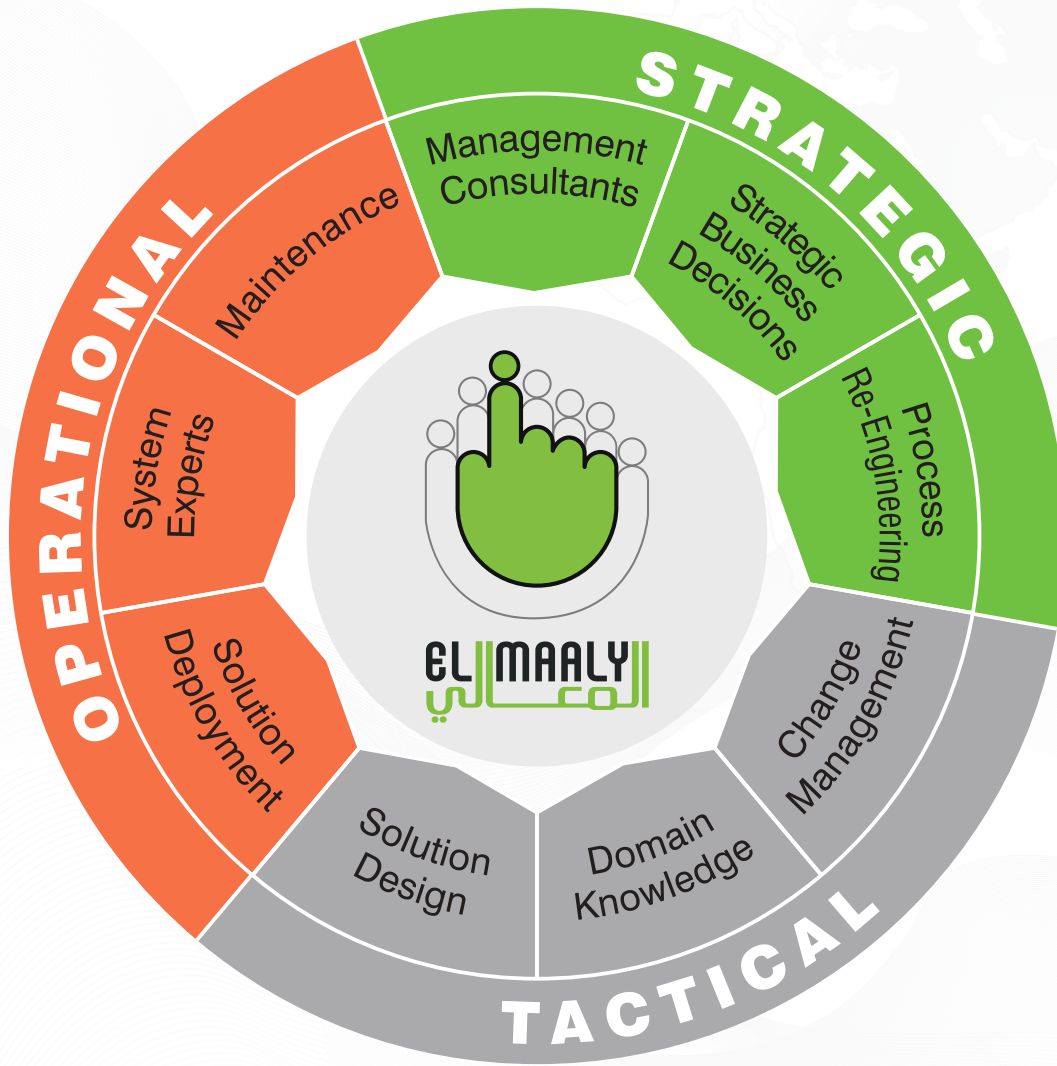 STRATEGIC
Management
Consultants
Strategic
Business
Decisions
Process
Re-Engineering
TACTICAL
Change
Management
Domain
Knowledge
Solution
Design
OPERATIONAL
Solution
Deployment
System
Experts
Maintenance
EL MAALY
المعالي